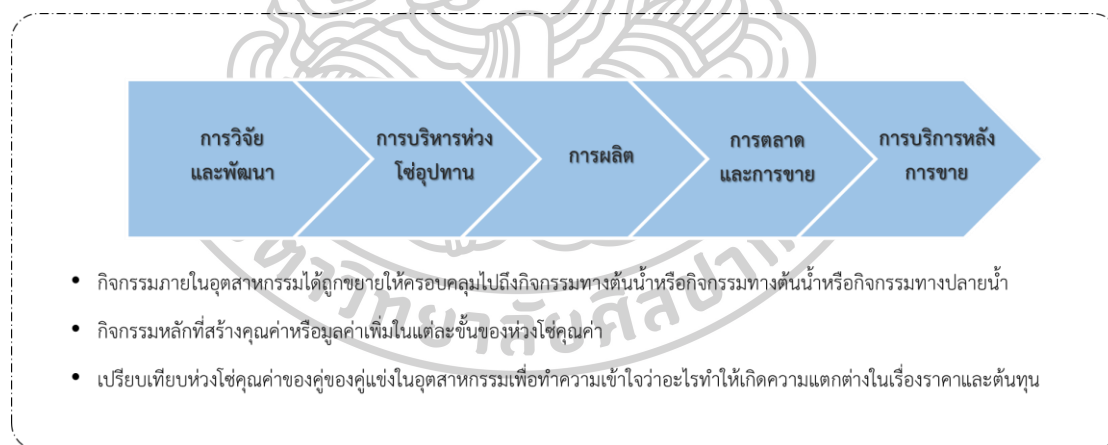 การวิจัย
และพัฒนา
การบริหารห่วง
โซ่อุปทาน
การผลิต
การตลาด
และการขาย
การบริการหลัง
การขาย
• กิจกรรมภายในอุตสาหกรรมได้ถูกขยายให้ครอบคลุมไปถึงกิจกรรมทางต้นน้ำหรือกิจกรรมทางต้นน้ำหรือกิจกรรมทางปลายน้ำ
• กิจกรรมหลักที่สร้างคุณค่าหรือมูลค่าเพิ่มในแต่ละขั้นของห่วงโซ่คุณค่า
• เปรียบเทียบห่วงโซ่คุณค่าของคู่ของคู่แข่งในอุตสาหกรรมเพื่อทำความเข้าใจว่าอะไรทำให้เกิดความแตกต่างในเรื่องราคาและต้นทุน